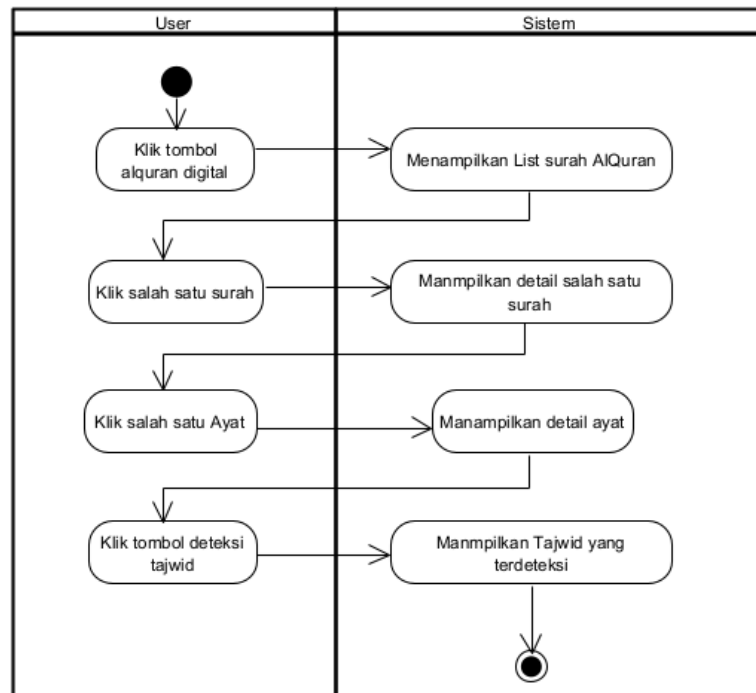 User
Sistem
Klik tombol
alquran digital
Menampilkan List surah AlQuran
Klik salah satu surah
Manmpilkan detail salah satu
surah
Klik salah satu Ayat
Manampilkan detail ayat
Klik tombol deteksi
tajwid
Manmpilkan Tajwid yang
terdeteksi